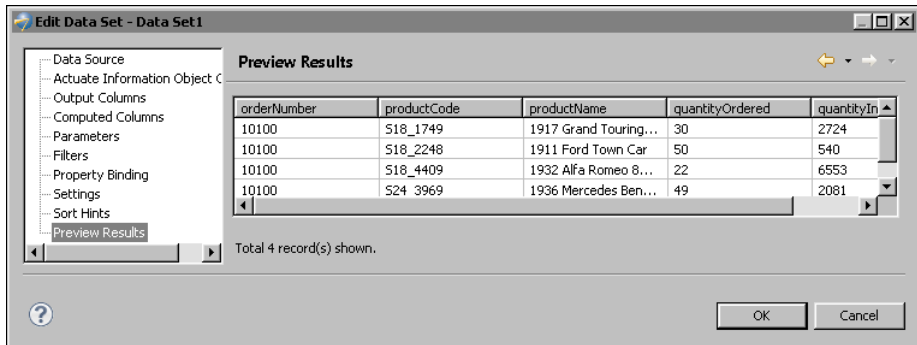 Edit Data Set - Data Set1
Data Source
Actuate Information Object C
Output Columns
Computed Columns
Parameters
Filters
Property Binding
Settings
Sort Hints
Preview Results
Preview Results
orderNumber productCode productName quantityOrdered quantityIn
10100 S18_1749 1917 Grand Touring... 30 2724
10100 S18_2248 1911 Ford Town Car 50 540
10100 S18_4409 1932 Alfa Romeo 8... 22 6553
10100 S24_3969 1936 Mercedes Ben... 49 2081
Total 4 record(s) shown.
?
OK Cancel